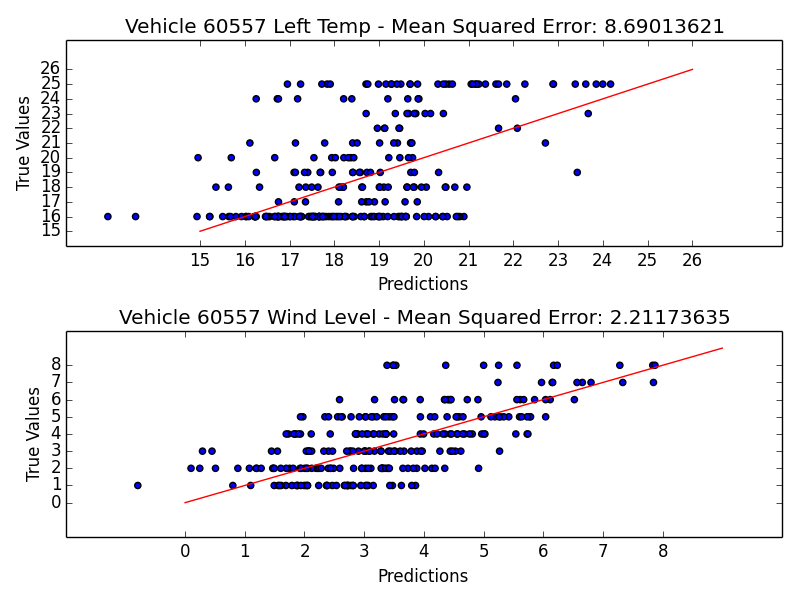 Vehicle 60557 Left Temp - Mean Squared Error: 8.69013621
True Values
26
25
24
23
22
21
20
19
18
17
16
15
15 16 17 18 19 20 21 22 23 24 25 26
Predictions
Vehicle 60557 Wind Level - Mean Squared Error: 2.21173635
True Values
8
7
6
5
4
3
2
1
0
0 1 2 3 4 5 6 7 8
Predictions